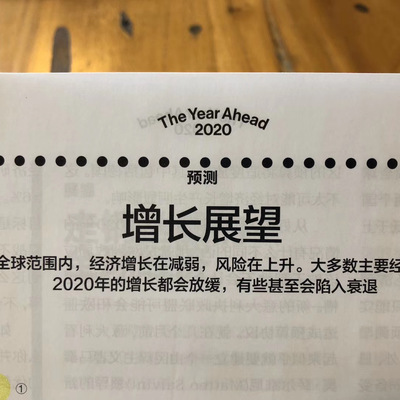 The Year Ahead
2020
预测
增长展望
全球范围内，经济增长在减弱，风险在上升。大多数主要经
2020年的增长都会放缓，有些甚至会陷入衰退
①